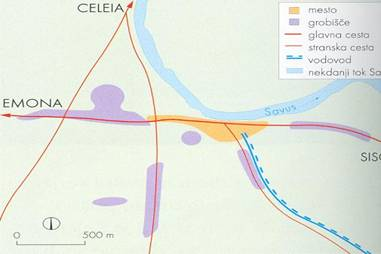 CELEIA
mesto
grobišče
glavna cesta
stranska cesta
vodovod
nekdanji tok Sa
EMONA
Savus
SISC
0 500 m